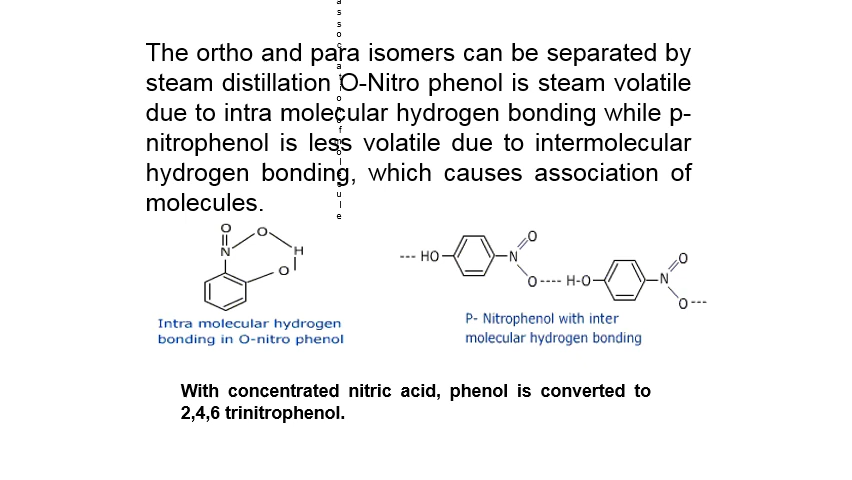 The ortho and para isomers can be separated by
steam distillation O-Nitro phenol is steam volatile
due to intra molecular hydrogen bonding while p-
nitrophenol is less volatile due to intermolecular
hydrogen bonding, which causes association of
molecules.
O
N
O
H
O
Intra molecular hydrogen
bonding in O-nitro phenol
--- HO
N
O
O---- H-O
N
O
O---
P- Nitrophenol with inter
molecular hydrogen bonding
With concentrated nitric acid, phenol is converted to
2,4,6 trinitrophenol.